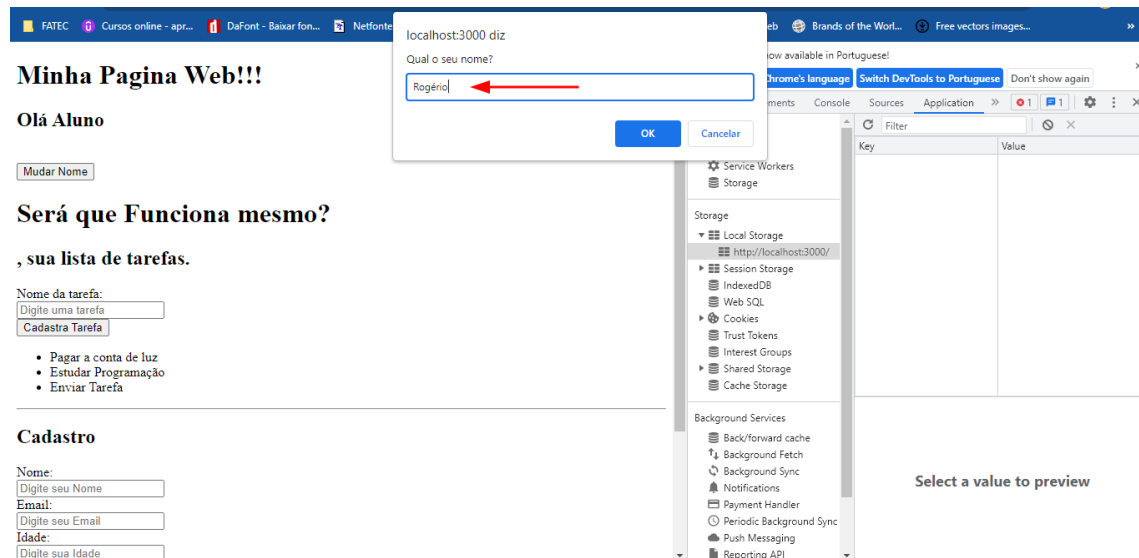 FATEC
Cursos online - apr...
DaFont - Baixar fon...
Netfonte
eb
Brands of the Worl...
Free vectors images...
»
localhost:3000 diz
Qual o seu nome?
Rogério
OK
Cancelar
Minha Pagina Web!!!
Olá Aluno
Mudar Nome
Será que Funciona mesmo?
, sua lista de tarefas.
Nome da tarefa:
Digite uma tarefa
Cadastra Tarefa
• Pagar a conta de luz
• Estudar Programação
• Enviar Tarefa
Cadastro
Nome:
Digite seu Nome
Email:
Digite seu Email
Idade:
Digite sua Idade
ow available in Portuguese!
Chrome's language
Switch DevTools to Portuguese
Don't show again
ments
Console
Sources
Application
»
1
1
Filter
Key
Value
Service Workers
Storage
Storage
Local Storage
http://localhost:3000/
Session Storage
IndexedDB
Web SQL
Cookies
Trust Tokens
Interest Groups
Shared Storage
Cache Storage
Background Services
Back/forward cache
Background Fetch
Background Sync
Notifications
Payment Handler
Periodic Background Sync
Push Messaging
Reporting API
Select a value to preview